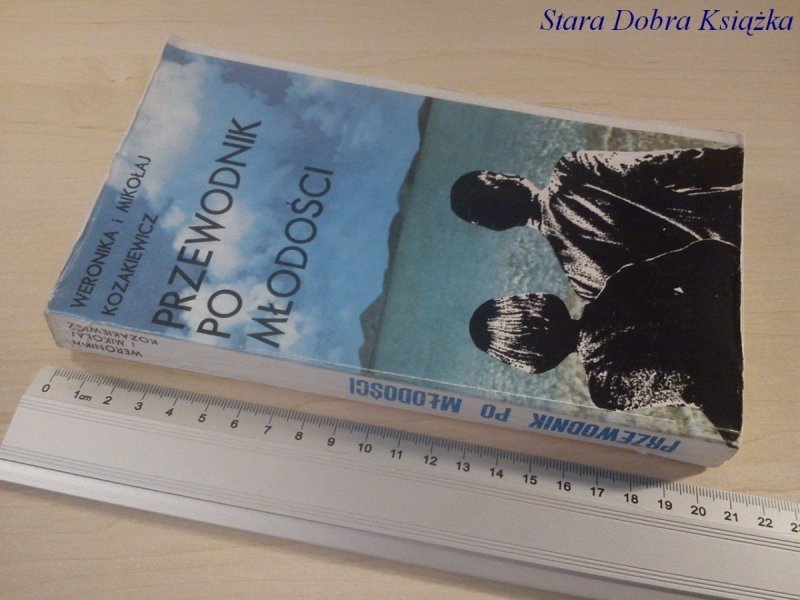 Stara Dobra Książka
WERONIKA i MIKOŁAJ
KOZAKIEWICZ
PRZEWODNIK
PO
MŁODOŚCI
WERONIKA
i MIKOŁAJ
KOZAKIEWICZ
PRZEWODNIK PO MŁODOŚCI
0 1cm 2 3 4 5 6 7 8 9 10 11 12 13 14 15 16 17 18 19 20 21 22 23